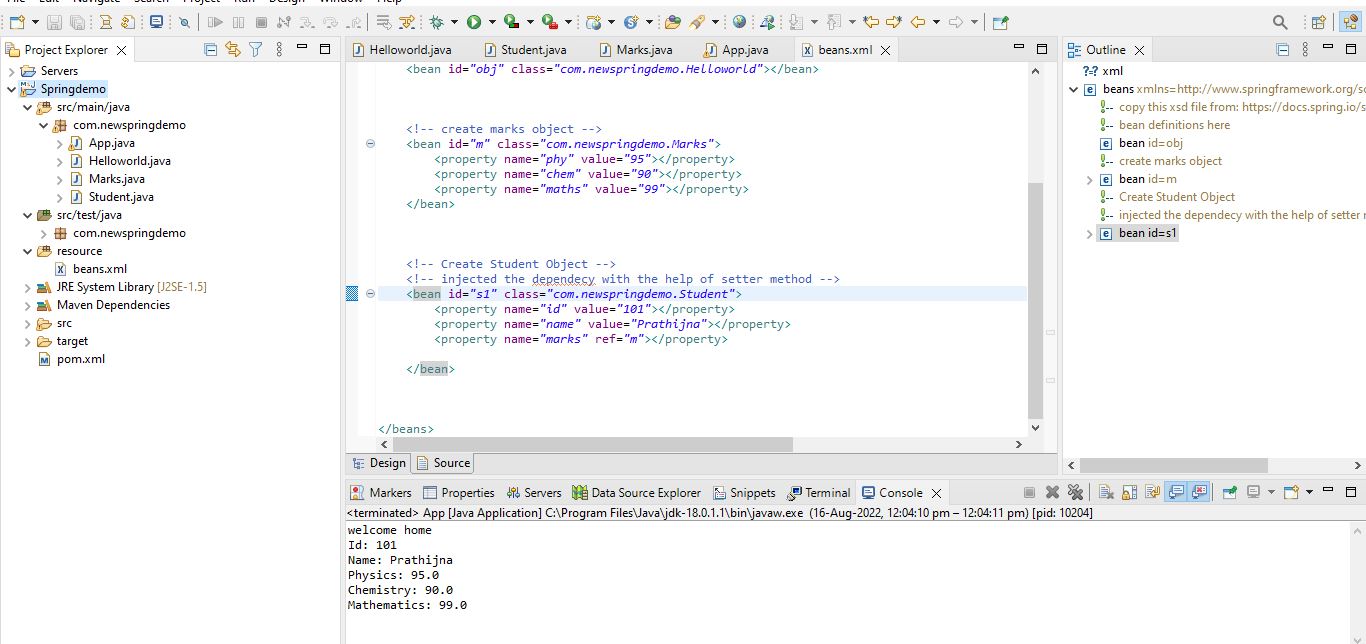 File Edit Navigate Search Project Run Design Window Help
Project Explorer
Servers
Springdemo
src/main/java
com.newspringdemo
App.java
Helloworld.java
Marks.java
Student.java
src/test/java
com.newspringdemo
resource
beans.xml
JRE System Library [J2SE-1.5]
Maven Dependencies
src
target
pom.xml
Helloworld.java Student.java Marks.java App.java beans.xml
<bean id="obj" class="com.newspringdemo.Helloworld"></bean>
<!-- create marks object -->
<bean id="m" class="com.newspringdemo.Marks">
<property name="phy" value="95"></property>
<property name="chem" value="90"></property>
<property name="maths" value="99"></property>
</bean>
<!-- Create Student Object -->
<!-- injected the dependecy with the help of setter method -->
<bean id="s1" class="com.newspringdemo.Student">
<property name="id" value="101"></property>
<property name="name" value="Prathijna"></property>
<property name="marks" ref="m"></property>
</bean>
</beans>
Design Source
Outline
?-? xml
beans xmlns=http://www.springframework.org/sc
copy this xsd file from: https://docs.spring.io/s
bean definitions here
bean id=obj
create marks object
bean id=m
Create Student Object
injected the dependecy with the help of setter r
bean id=s1
Markers Properties Servers Data Source Explorer Snippets Terminal Console
<terminated> App [Java Application] C:\Program Files\Java\jdk-18.0.1.1\bin\javaw.exe (16-Aug-2022, 12:04:10 pm – 12:04:11 pm) [pid: 10204]
welcome home
Id: 101
Name: Prathijna
Physics: 95.0
Chemistry: 90.0
Mathematics: 99.0